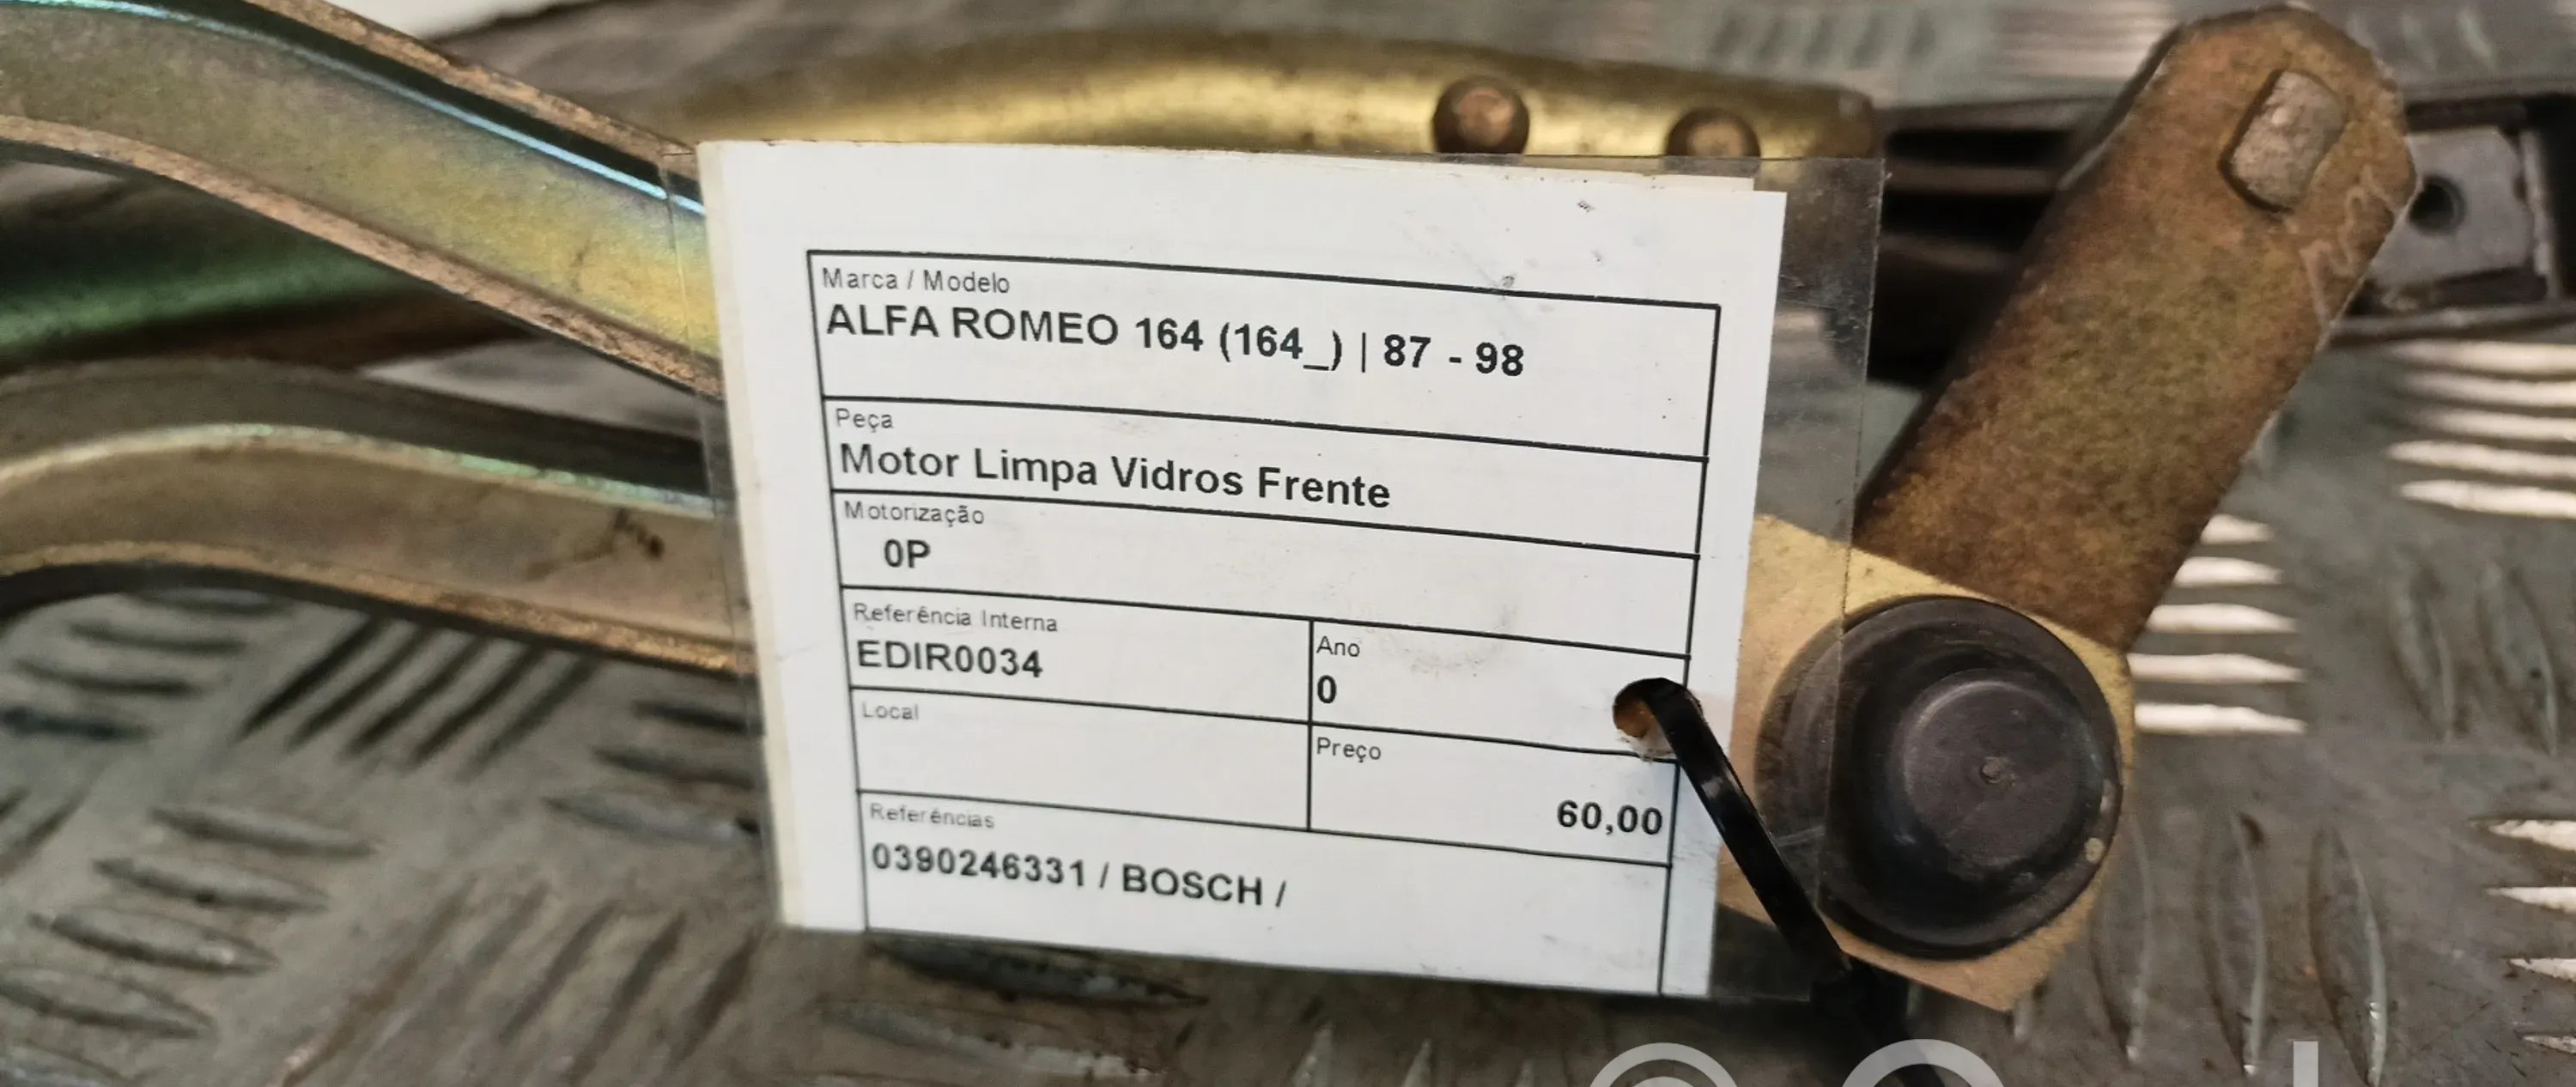 Marca / Modelo
ALFA ROMEO 164 (164_) | 87 - 98
Peça
Motor Limpa Vidros Frente
Motorização
0P
Referência Interna
EDIR0034
Ano
0
Local
Preço
60,00
Referências
0390246331 / BOSCH /